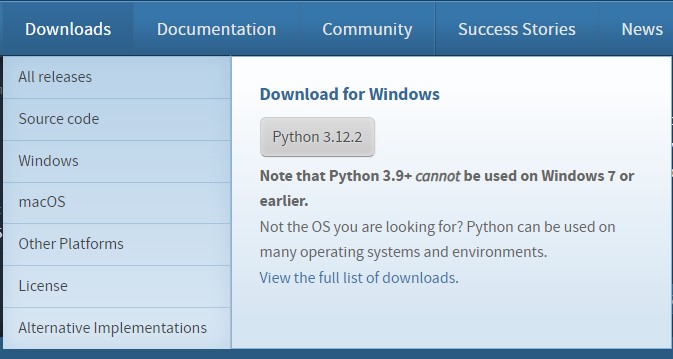 Downloads Documentation Community Success Stories News
All releases
Source code
Windows
macOS
Other Platforms
License
Alternative Implementations
Download for Windows
Python 3.12.2
Note that Python 3.9+ cannot be used on Windows 7 or
earlier.
Not the OS you are looking for? Python can be used on
many operating systems and environments.
View the full list of downloads.